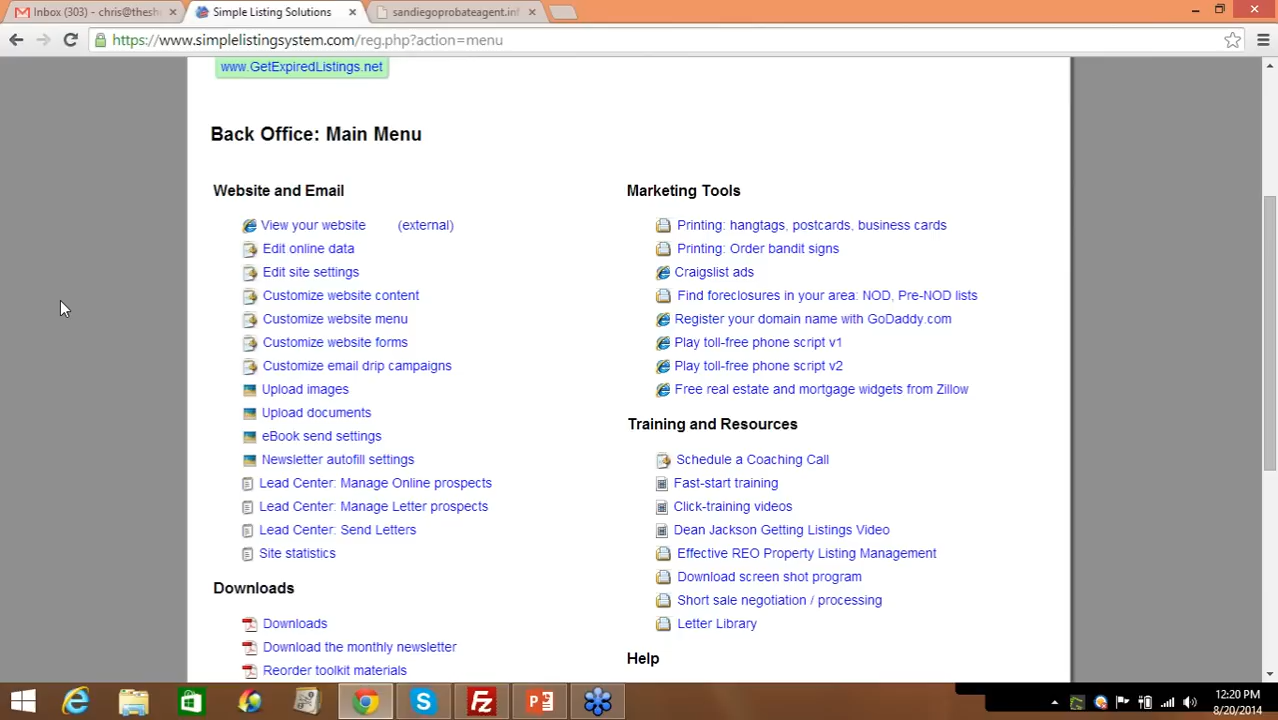 Inbox (303) - chris@thesh
Simple Listing Solutions
sandiegoprobateagent.inf
https://www.simplelistingsystem.com/reg.php?action=menu
www.GetExpiredListings.net
Back Office: Main Menu
Website and Email
View your website (external)
Edit online data
Edit site settings
Customize website content
Customize website menu
Customize website forms
Customize email drip campaigns
Upload images
Upload documents
eBook send settings
Newsletter autofill settings
Lead Center: Manage Online prospects
Lead Center: Manage Letter prospects
Lead Center: Send Letters
Site statistics
Downloads
Downloads
Download the monthly newsletter
Reorder toolkit materials
Marketing Tools
Printing: hangtags, postcards, business cards
Printing: Order bandit signs
Craigslist ads
Find foreclosures in your area: NOD, Pre-NOD lists
Register your domain name with GoDaddy.com
Play toll-free phone script v1
Play toll-free phone script v2
Free real estate and mortgage widgets from Zillow
Training and Resources
Schedule a Coaching Call
Fast-start training
Click-training videos
Dean Jackson Getting Listings Video
Effective REO Property Listing Management
Download screen shot program
Short sale negotiation / processing
Letter Library
Help
12:20 PM
8/20/2014